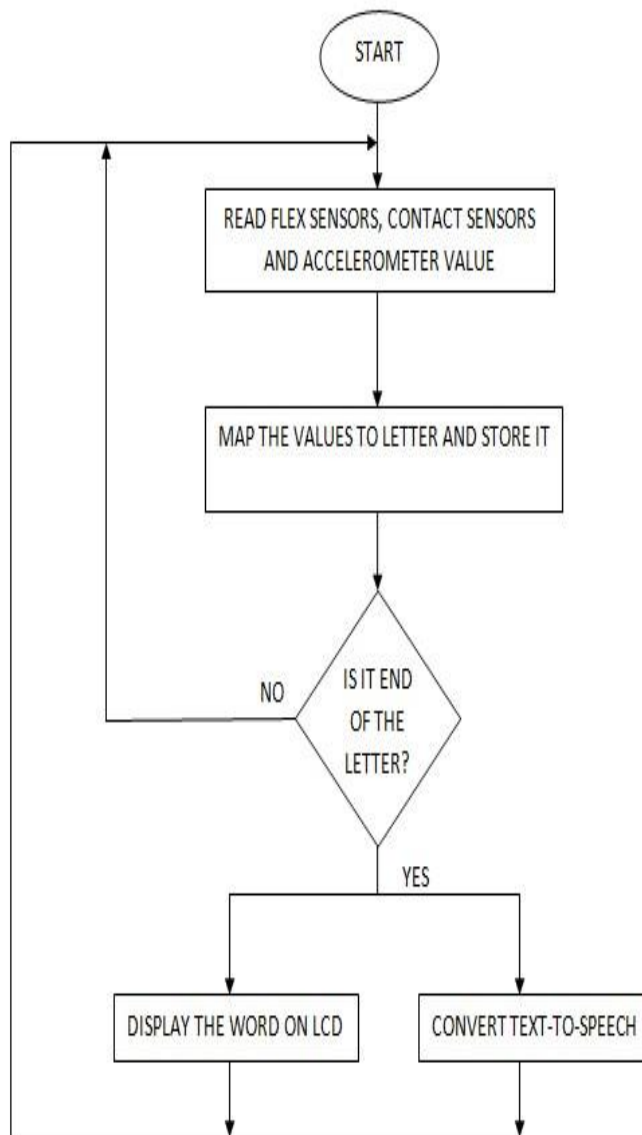 START
READ FLEX SENSORS, CONTACT SENSORS
AND ACCELEROMETER VALUE
MAP THE VALUES TO LETTER AND STORE IT
IS IT END
OF THE
LETTER?
NO
YES
DISPLAY THE WORD ON LCD
CONVERT TEXT-TO-SPEECH